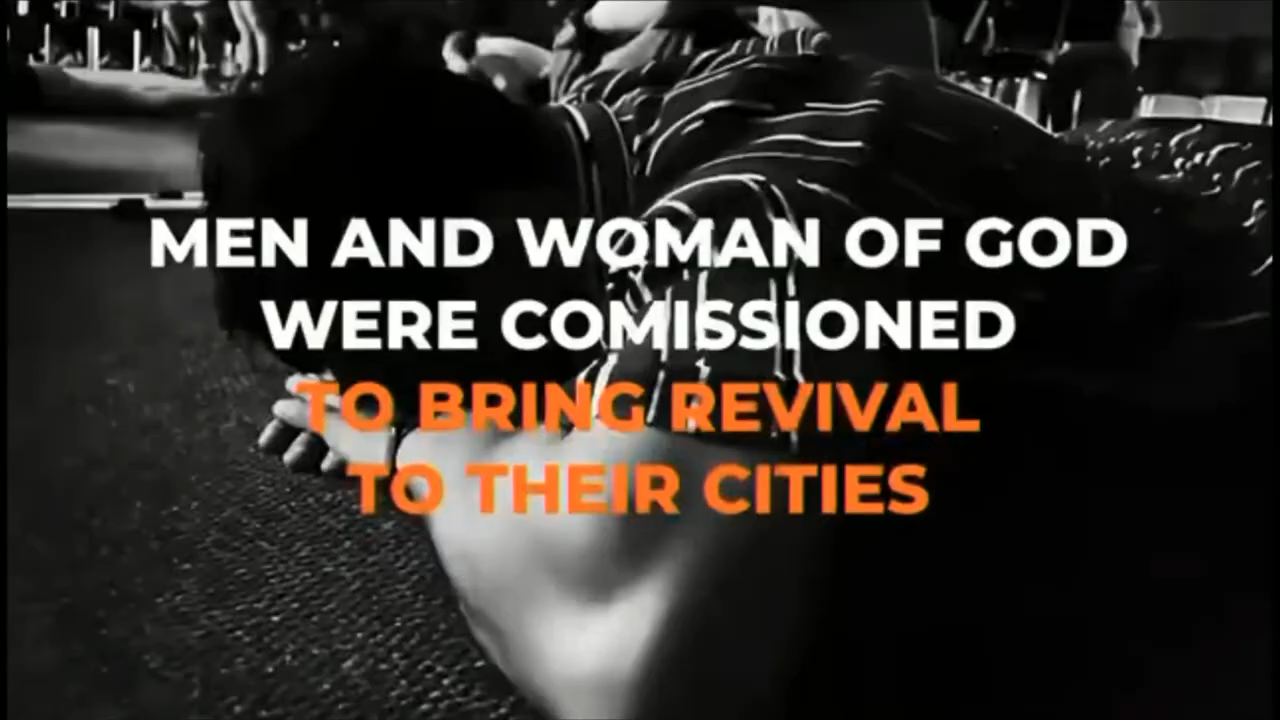 MEN AND WOMAN OF GOD
WERE COMISSIONED
TO BRING REVIVAL
TO THEIR CITIES